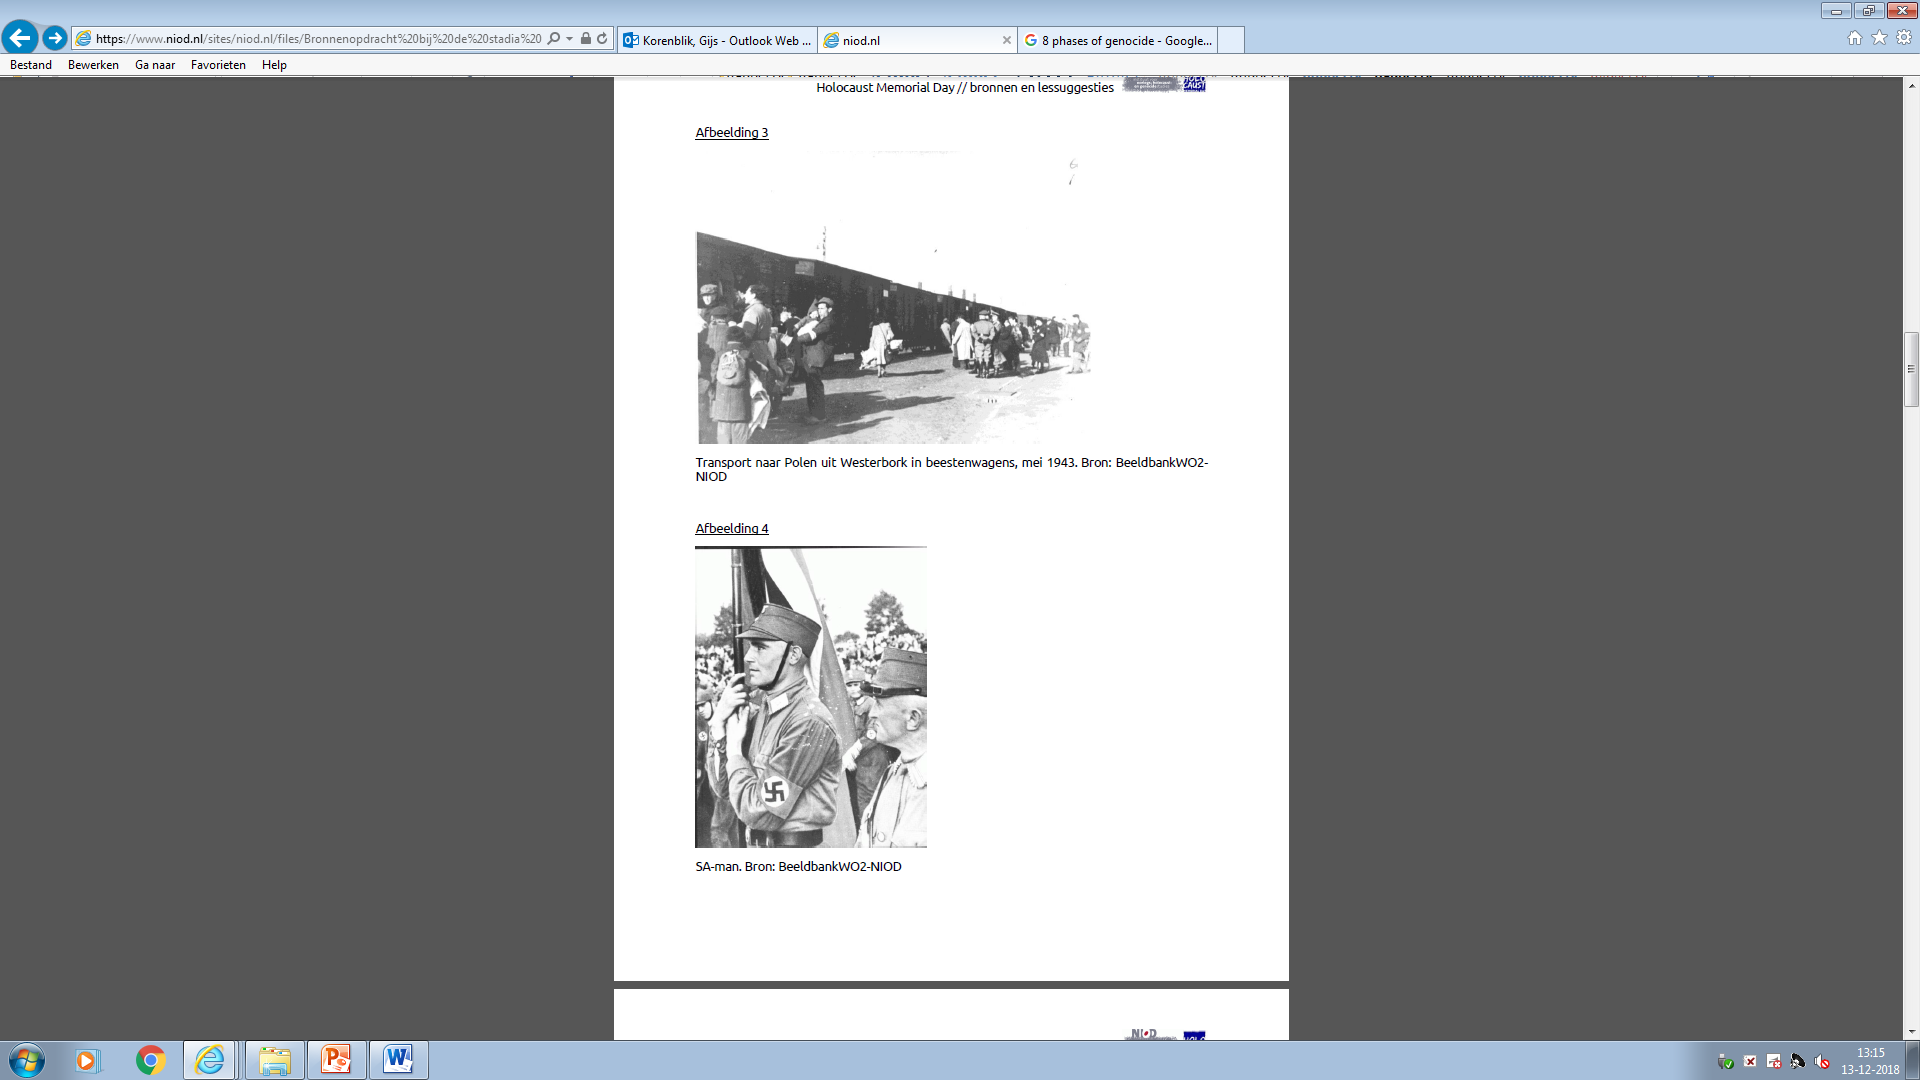 https://www.niod.nl/sites/niod.nl/files/Bronnenopdracht%20bij%20de%20stadia%20
Korenblik, Gijs - Outlook Web ...
niod.nl
8 phases of genocide - Google...
Bestand Bewerken Ga naar Favorieten Help
Holocaust Memorial Day // bronnen en lessuggesties
Afbeelding 3
Transport naar Polen uit Westerbork in beestenwagens, mei 1943. Bron: BeeldbankWO2-
NIOD
Afbeelding 4
SA-man. Bron: BeeldbankWO2-NIOD
NIOD
13:15
13-12-2018